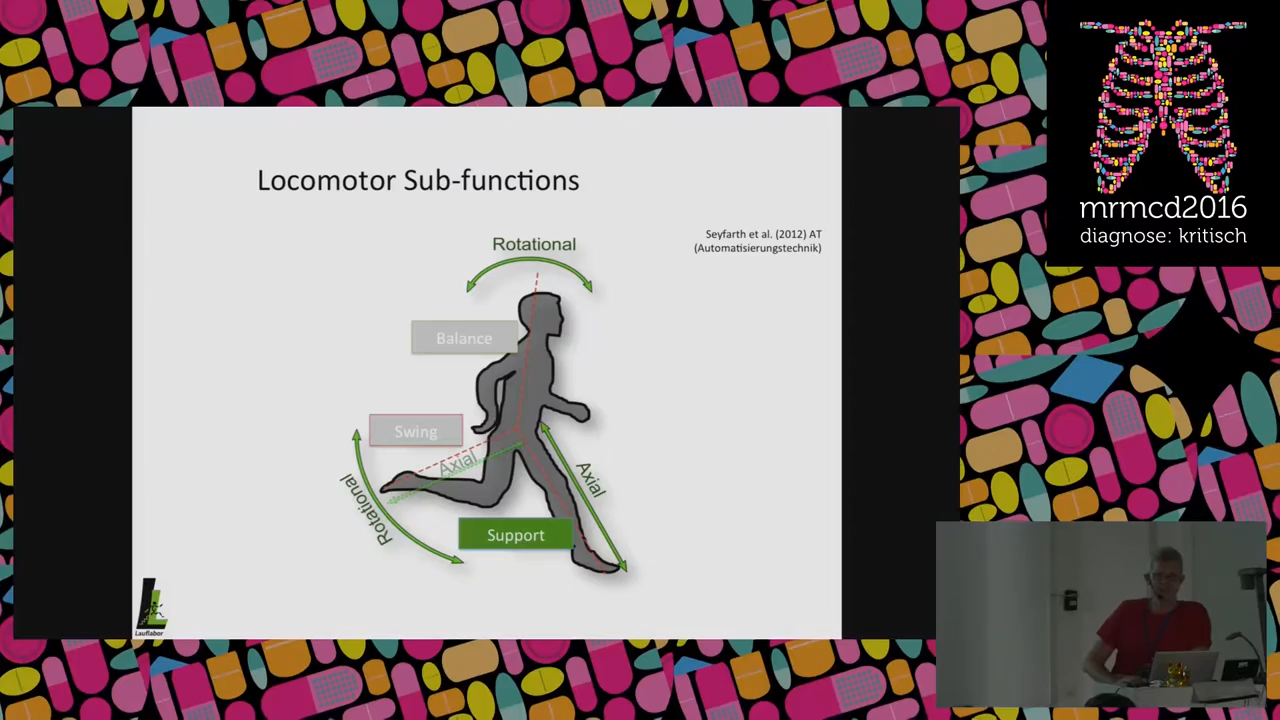 Locomotor Sub-functions
Seyfarth et al. (2012) AT
(Automatisierungstechnik)
Rotational
Balance
Swing
Axial
Axial
Rotational
Support
Lauflabor
mrmcd2016
diagnose: kritisch